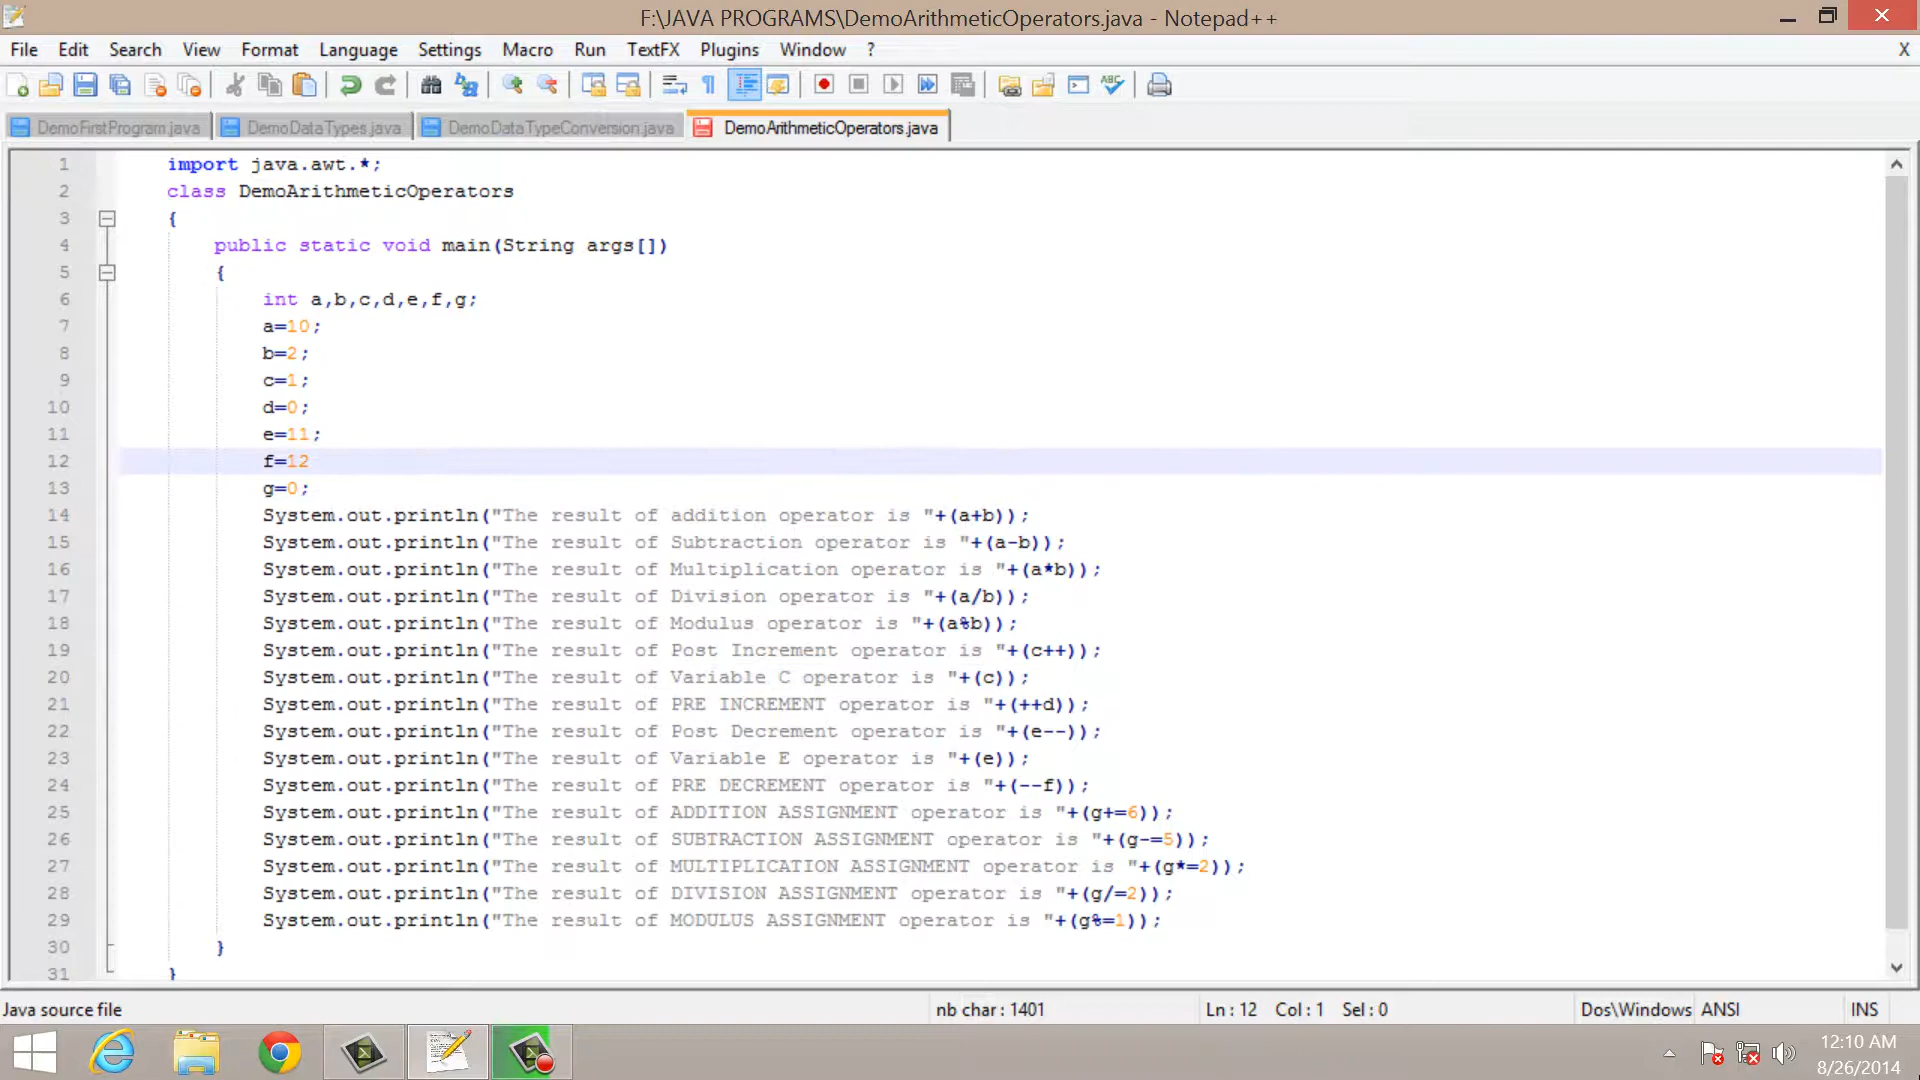 F:\JAVA PROGRAMS\DemoArithmeticOperators.java - Notepad++
File Edit Search View Format Language Settings Macro Run TextFX Plugins Window ? X
DemoFirstProgram.java DemoDataTypes.java DemoDataTypeConversion.java DemoArithmeticOperators.java
1 import java.awt.*;
2 class DemoArithmeticOperators
3 {
4 public static void main(String args[])
5 {
6 int a,b,c,d,e,f,g;
7 a=10;
8 b=2;
9 c=1;
10 d=0;
11 e=11;
12 f=12
13 g=0;
14 System.out.println("The result of addition operator is "+(a+b));
15 System.out.println("The result of Subtraction operator is "+(a-b));
16 System.out.println("The result of Multiplication operator is "+(a*b));
17 System.out.println("The result of Division operator is "+(a/b));
18 System.out.println("The result of Modulus operator is "+(a%b));
19 System.out.println("The result of Post Increment operator is "+(c++));
20 System.out.println("The result of Variable C operator is "+(c));
21 System.out.println("The result of PRE INCREMENT operator is "+(++d));
22 System.out.println("The result of Post Decrement operator is "+(e--));
23 System.out.println("The result of Variable E operator is "+(e));
24 System.out.println("The result of PRE DECREMENT operator is "+(--f));
25 System.out.println("The result of ADDITION ASSIGNMENT operator is "+(g+=6));
26 System.out.println("The result of SUBTRACTION ASSIGNMENT operator is "+(g-=5));
27 System.out.println("The result of MULTIPLICATION ASSIGNMENT operator is "+(g*=2));
28 System.out.println("The result of DIVISION ASSIGNMENT operator is "+(g/=2));
29 System.out.println("The result of MODULUS ASSIGNMENT operator is "+(g%=1));
30 }
31 }
Java source file nb char : 1401 Ln : 12 Col : 1 Sel : 0 Dos\Windows ANSI INS
12:10 AM
8/26/2014